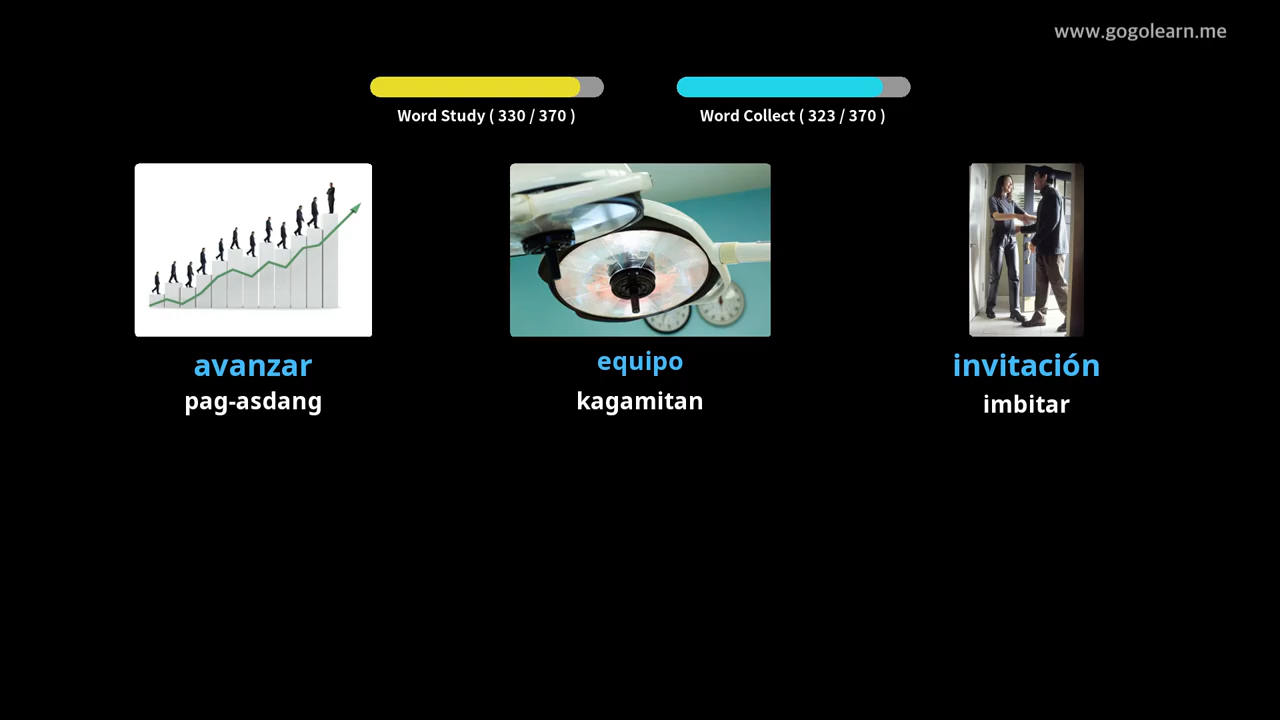 www.gogolearn.me
Word Study ( 330 / 370 )
Word Collect ( 323 / 370 )
avanzar
pag-asdang
equipo
kagamitan
invitación
imbitar